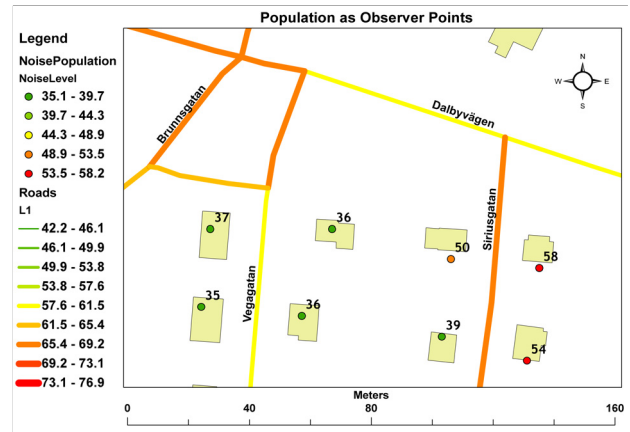 Population as Observer Points
Legend
NoisePopulation
NoiseLevel
35.1 - 39.7
39.7 - 44.3
44.3 - 48.9
48.9 - 53.5
53.5 - 58.2
Roads
L1
42.2 - 46.1
46.1 - 49.9
49.9 - 53.8
53.8 - 57.6
57.6 - 61.5
61.5 - 65.4
65.4 - 69.2
69.2 - 73.1
73.1 - 76.9
N
W E
S
Brunnsgatan
Dalbyvägen
Siriusgatan
Vegagatan
37
36
50
58
35
36
39
54
Meters
0 40 80 160